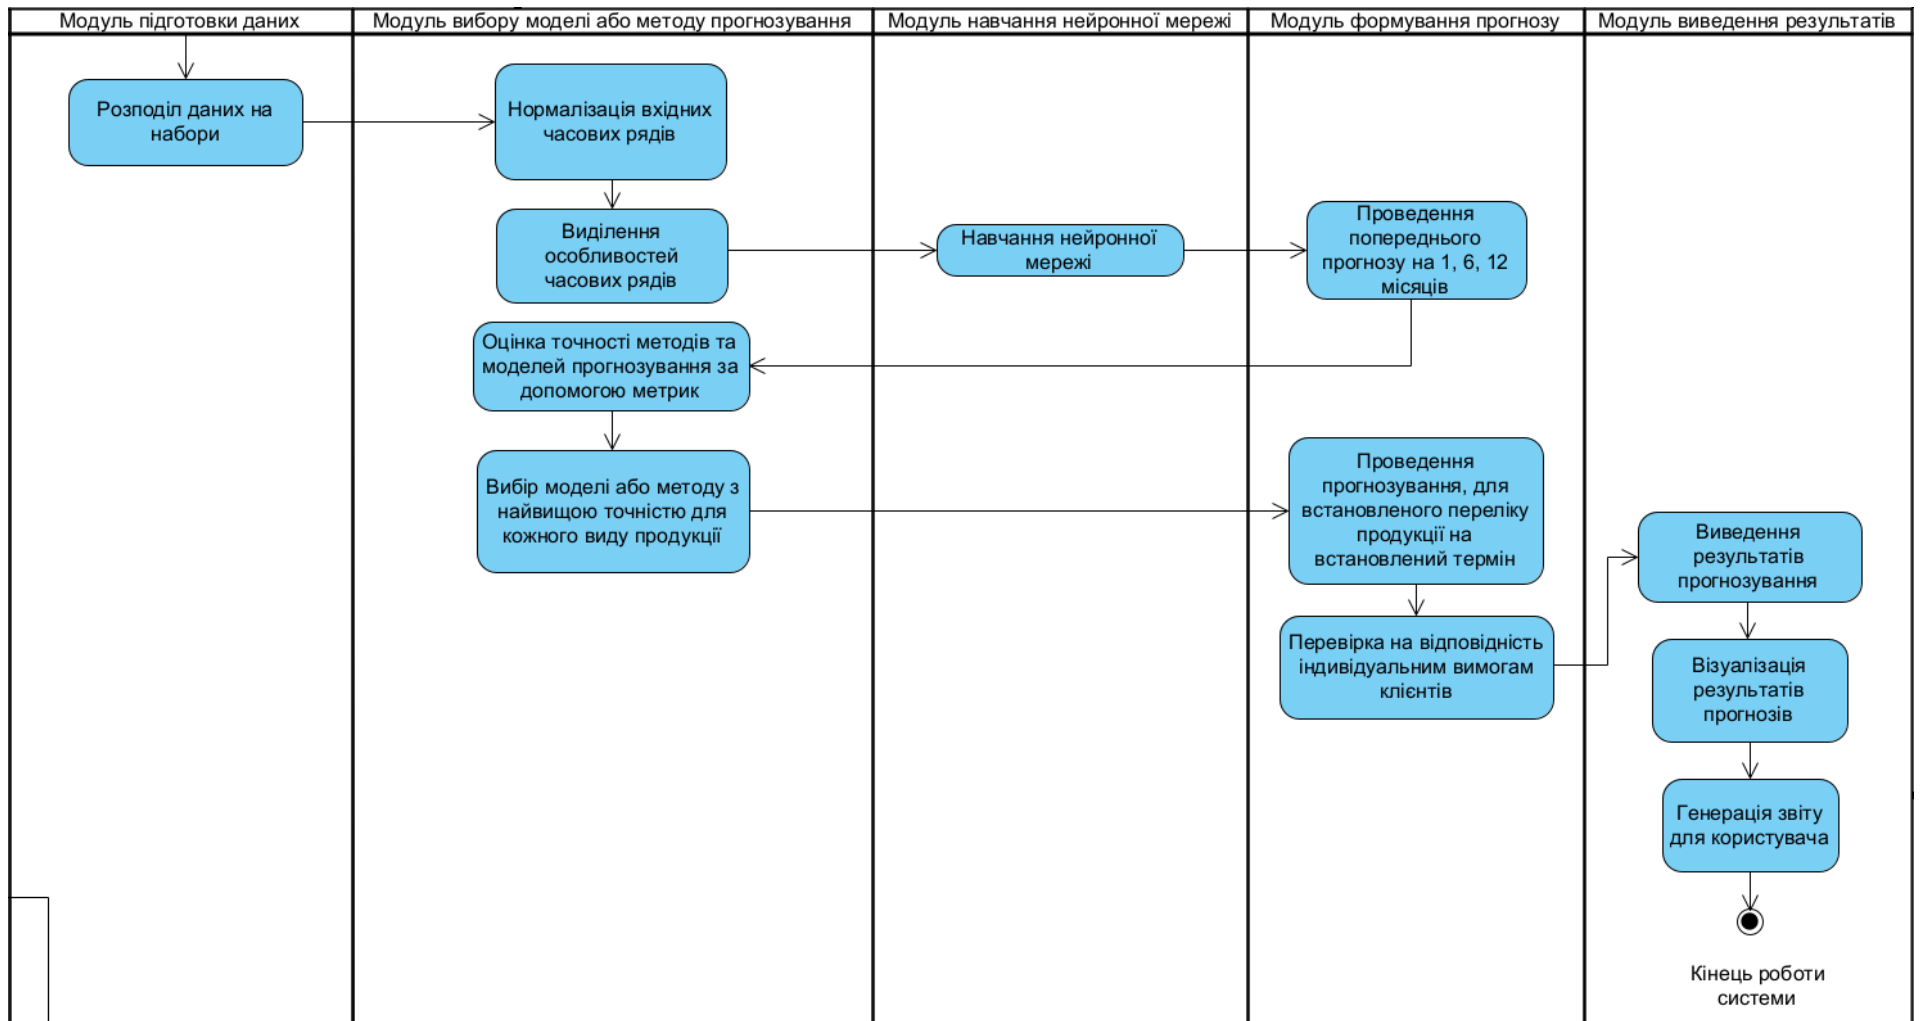 Модуль підготовки даних
Модуль вибору моделі або методу прогнозування
Модуль навчання нейронної мережі
Модуль формування прогнозу
Модуль виведення результатів
Розподіл даних на
набори
Нормалізація вхідних
часових рядів
Виділення
особливостей
часових рядів
Навчання нейронної
мережі
Проведення
попереднього
прогнозу на 1, 6, 12
місяців
Оцінка точності методів та
моделей прогнозування за
допомогою метрик
Вибір моделі або методу з
найвищою точністю для
кожного виду продукції
Проведення
прогнозування, для
встановленого переліку
продукції на
встановлений термін
Перевірка на відповідність
індивідуальним вимогам
клієнтів
Виведення
результатів
прогнозування
Візуалізація
результатів
прогнозів
Генерація звіту
для користувача
Кінець роботи
системи